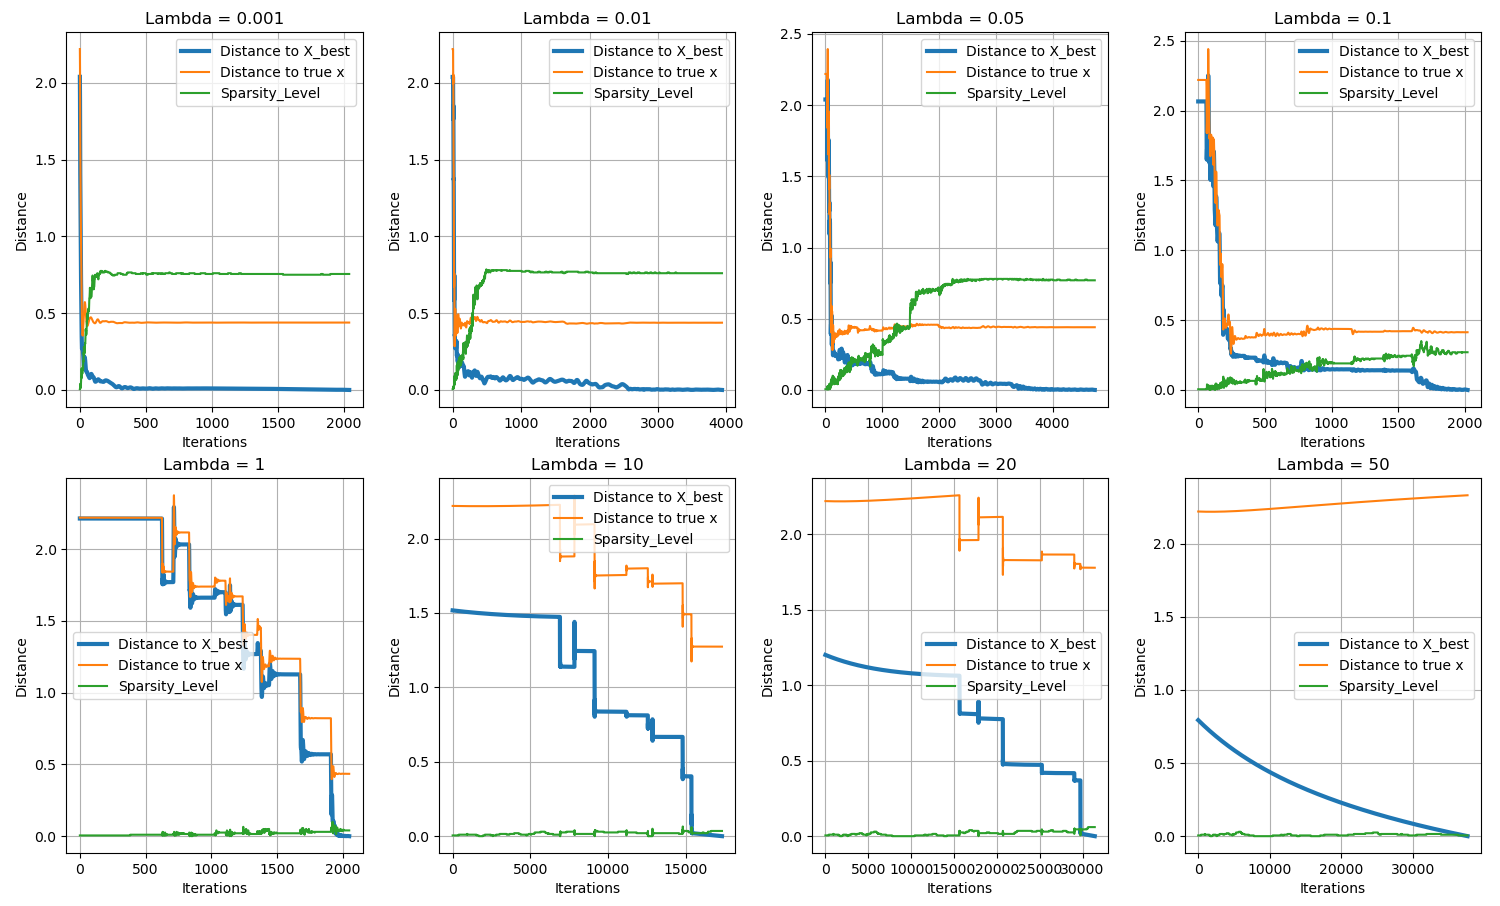 Lambda = 0.001
Distance
2.0
1.5
1.0
0.5
0.0
Distance to X_best
Distance to true x
Sparsity_Level
0 500 1000 1500 2000
Iterations
Lambda = 0.01
Distance
2.0
1.5
1.0
0.5
0.0
Distance to X_best
Distance to true x
Sparsity_Level
0 1000 2000 3000 4000
Iterations
Lambda = 0.05
Distance
2.5
2.0
1.5
1.0
0.5
0.0
Distance to X_best
Distance to true x
Sparsity_Level
0 1000 2000 3000 4000
Iterations
Lambda = 0.1
Distance
2.5
2.0
1.5
1.0
0.5
0.0
Distance to X_best
Distance to true x
Sparsity_Level
0 500 1000 1500 2000
Iterations
Lambda = 1
Distance
2.0
1.5
1.0
0.5
0.0
Distance to X_best
Distance to true x
Sparsity_Level
0 500 1000 1500 2000
Iterations
Lambda = 10
Distance
2.0
1.5
1.0
0.5
0.0
Distance to X_best
Distance to true x
Sparsity_Level
0 5000 10000 15000
Iterations
Lambda = 20
Distance
2.0
1.5
1.0
0.5
0.0
Distance to X_best
Distance to true x
Sparsity_Level
0 5000 10000 15000 20000 25000 30000
Iterations
Lambda = 50
Distance
2.0
1.5
1.0
0.5
0.0
Distance to X_best
Distance to true x
Sparsity_Level
0 10000 20000 30000
Iterations